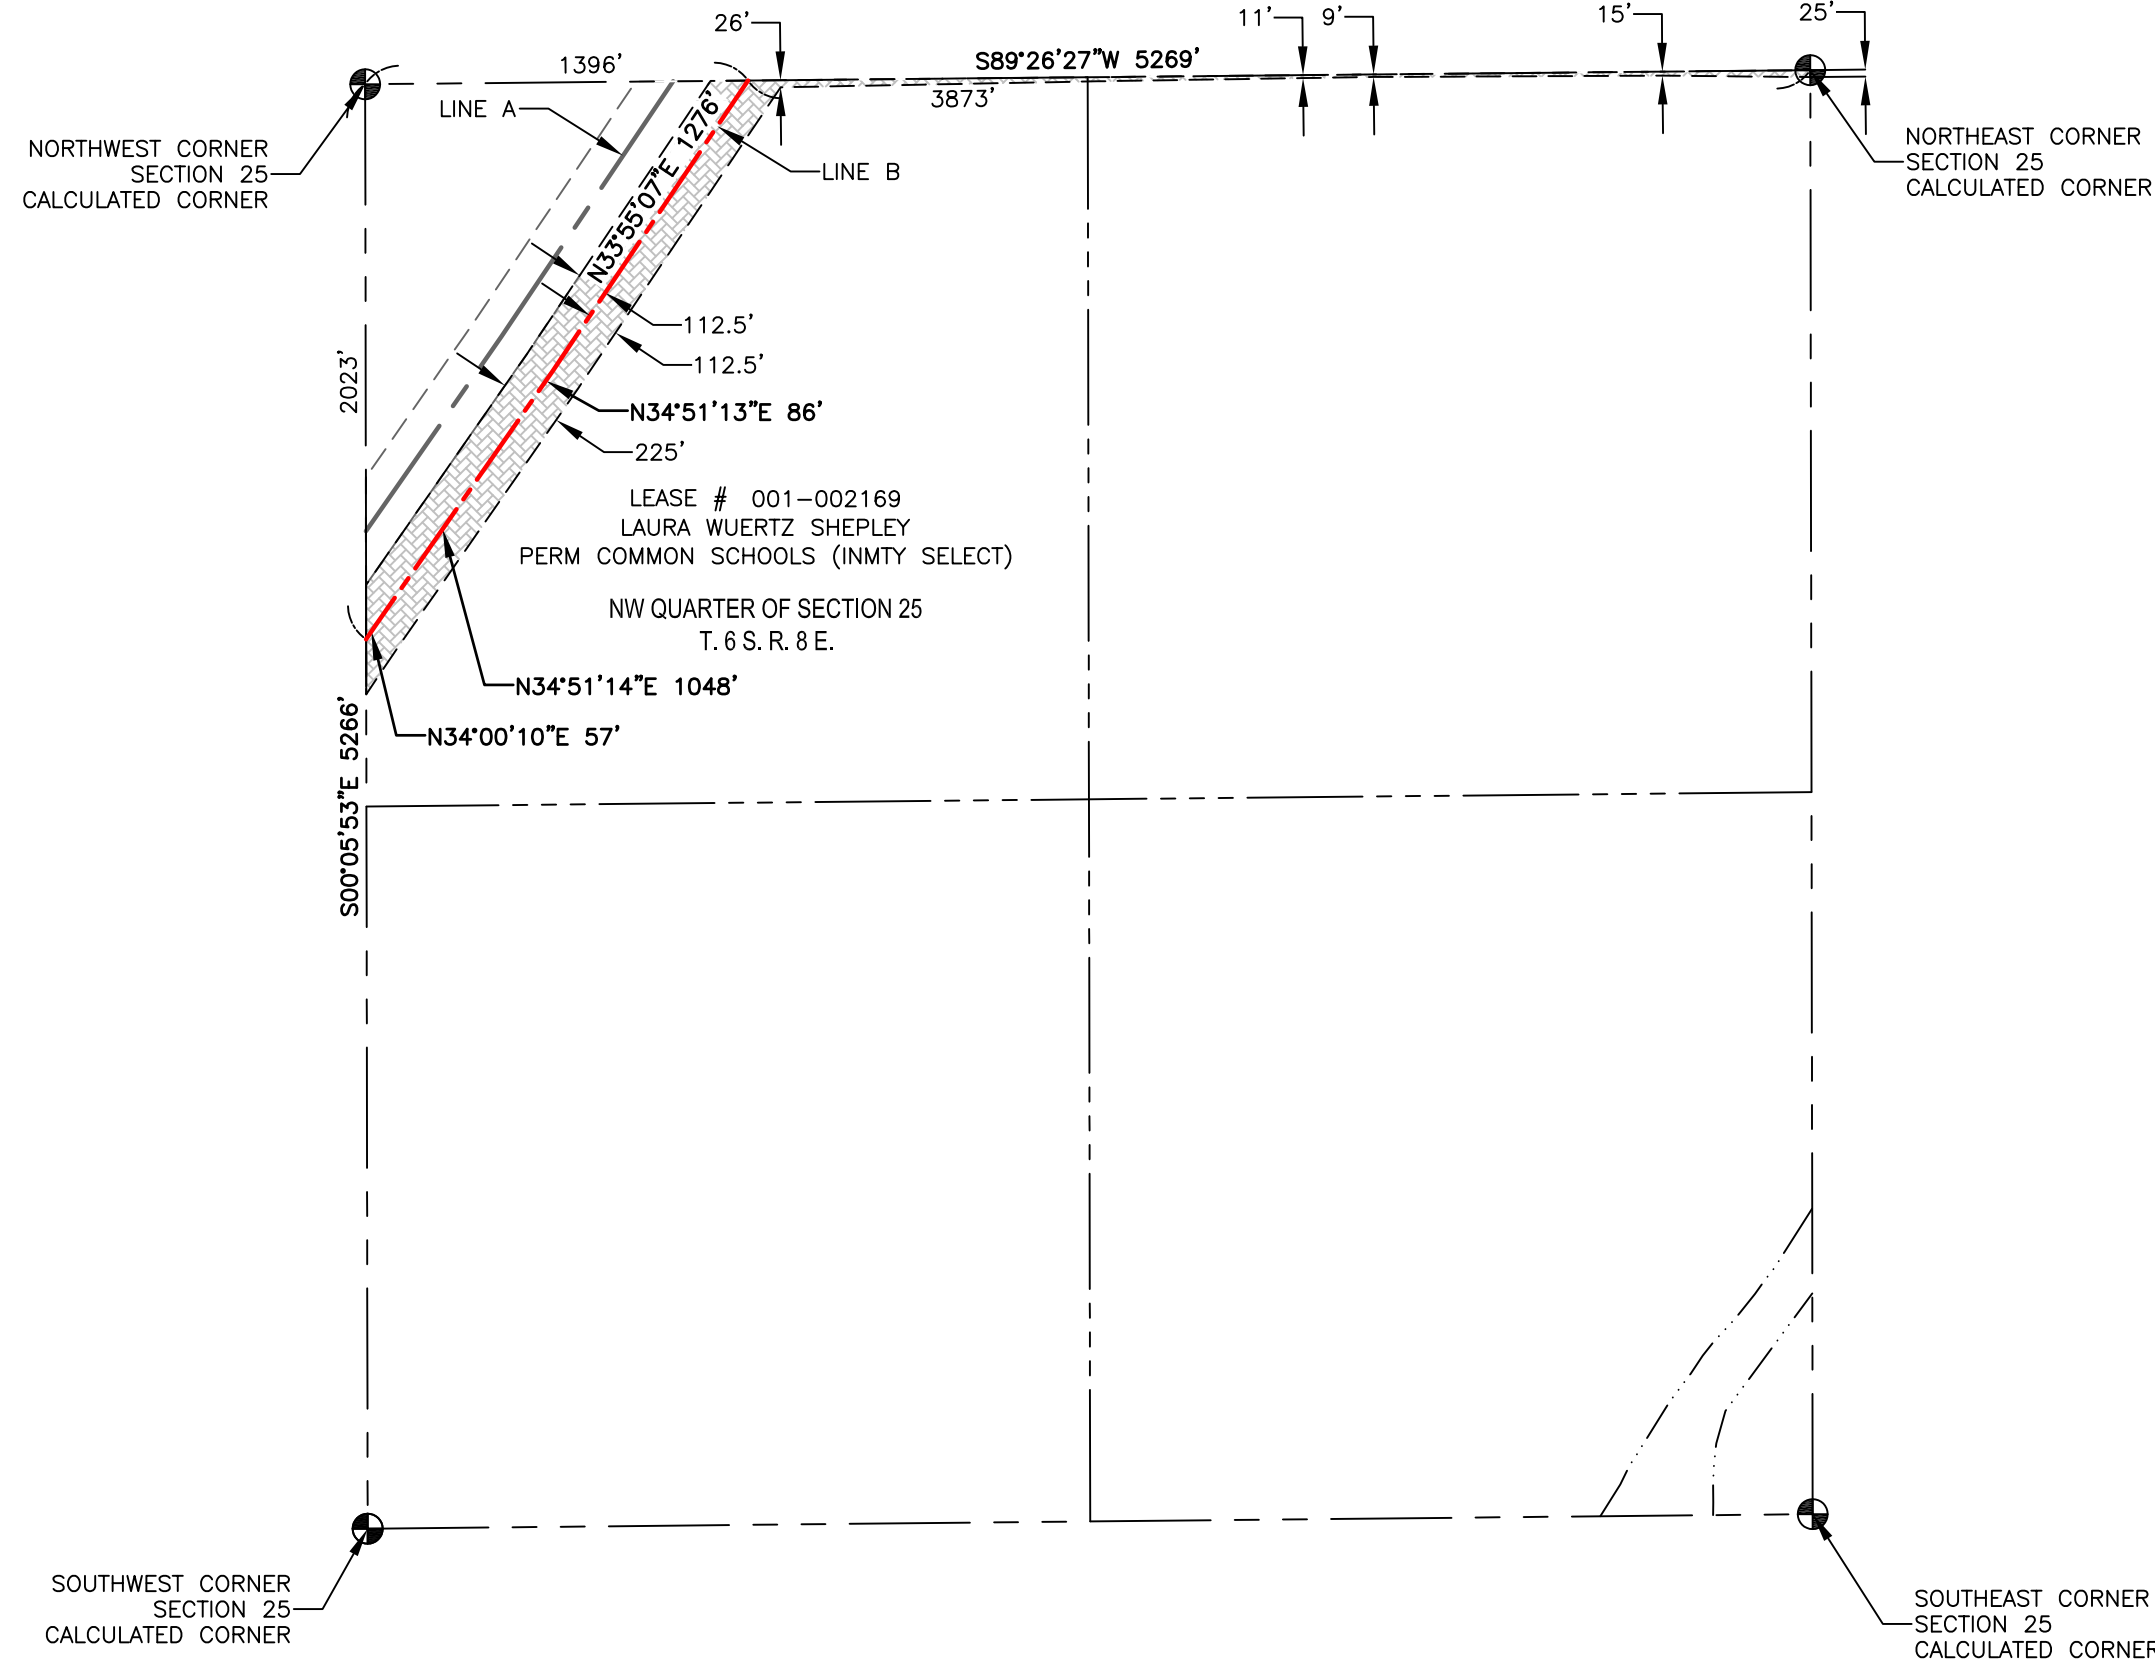 26'
11'
9'
15'
25'
1396'
S89°26'27"W 5269'
3873'
LINE A
NORTHWEST CORNER
SECTION 25
CALCULATED CORNER
NORTHEAST CORNER
SECTION 25
CALCULATED CORNER
LINE B
N33°55'07"E 1276'
112.5'
112.5'
2023'
N34°51'13"E 86'
225'
LEASE # 001-002169
LAURA WUERTZ SHEPLEY
PERM COMMON SCHOOLS (INMTY SELECT)
NW QUARTER OF SECTION 25
T. 6 S. R. 8 E.
N34°51'14"E 1048'
N34°00'10"E 57'
S00°05'53"E 5266'
SOUTHWEST CORNER
SECTION 25
CALCULATED CORNER
SOUTHEAST CORNER
SECTION 25
CALCULATED CORNER